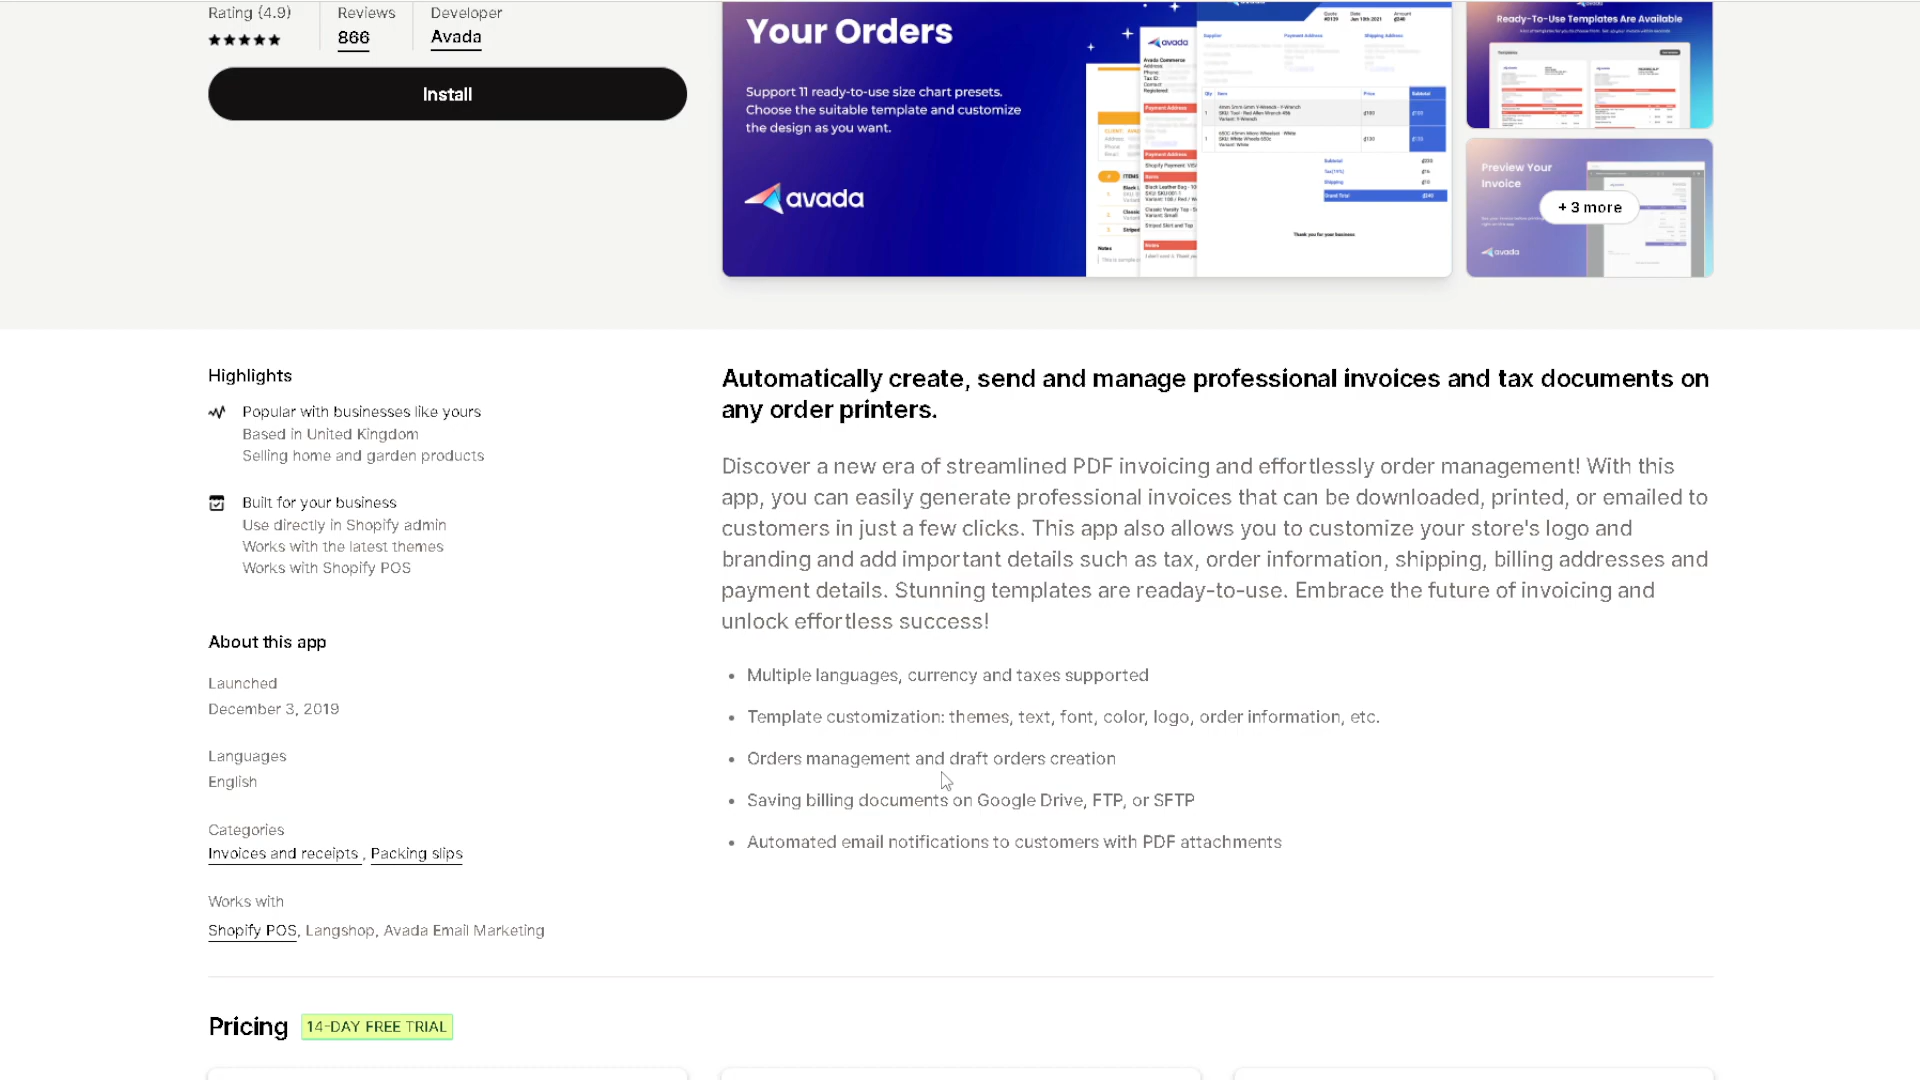 Rating (4.9)
Reviews
866
Developer
Avada
Install
Your Orders
Support 11 ready-to-use size chart presets.
Choose the suitable template and customize
the design as you want.
avada
Ready-To-Use Templates Are Available
Preview Your
Invoice
+ 3 more
avada
Highlights
Popular with businesses like yours
Based in United Kingdom
Selling home and garden products
Built for your business
Use directly in Shopify admin
Works with the latest themes
Works with Shopify POS
About this app
Launched
December 3, 2019
Languages
English
Categories
Invoices and receipts , Packing slips
Works with
Shopify POS, Langshop, Avada Email Marketing
Automatically create, send and manage professional invoices and tax documents on
any order printers.
Discover a new era of streamlined PDF invoicing and effortlessly order management! With this
app, you can easily generate professional invoices that can be downloaded, printed, or emailed to
customers in just a few clicks. This app also allows you to customize your store's logo and
branding and add important details such as tax, order information, shipping, billing addresses and
payment details. Stunning templates are readay-to-use. Embrace the future of invoicing and
unlock effortless success!
• Multiple languages, currency and taxes supported
• Template customization: themes, text, font, color, logo, order information, etc.
• Orders management and draft orders creation
• Saving billing documents on Google Drive, FTP, or SFTP
• Automated email notifications to customers with PDF attachments
Pricing
14-DAY FREE TRIAL